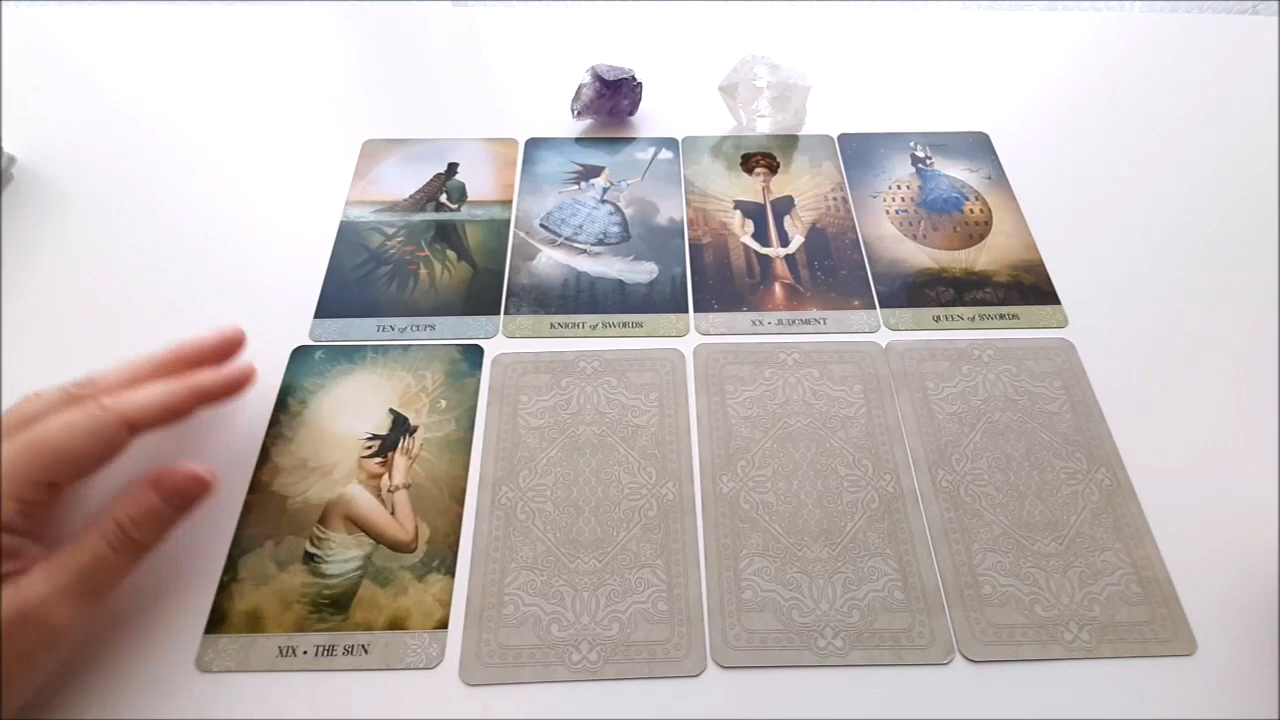 TEN of CUPS
KNIGHT of SWORDS
XX • JUDGMENT
QUEEN of SWORDS
XIX • THE SUN